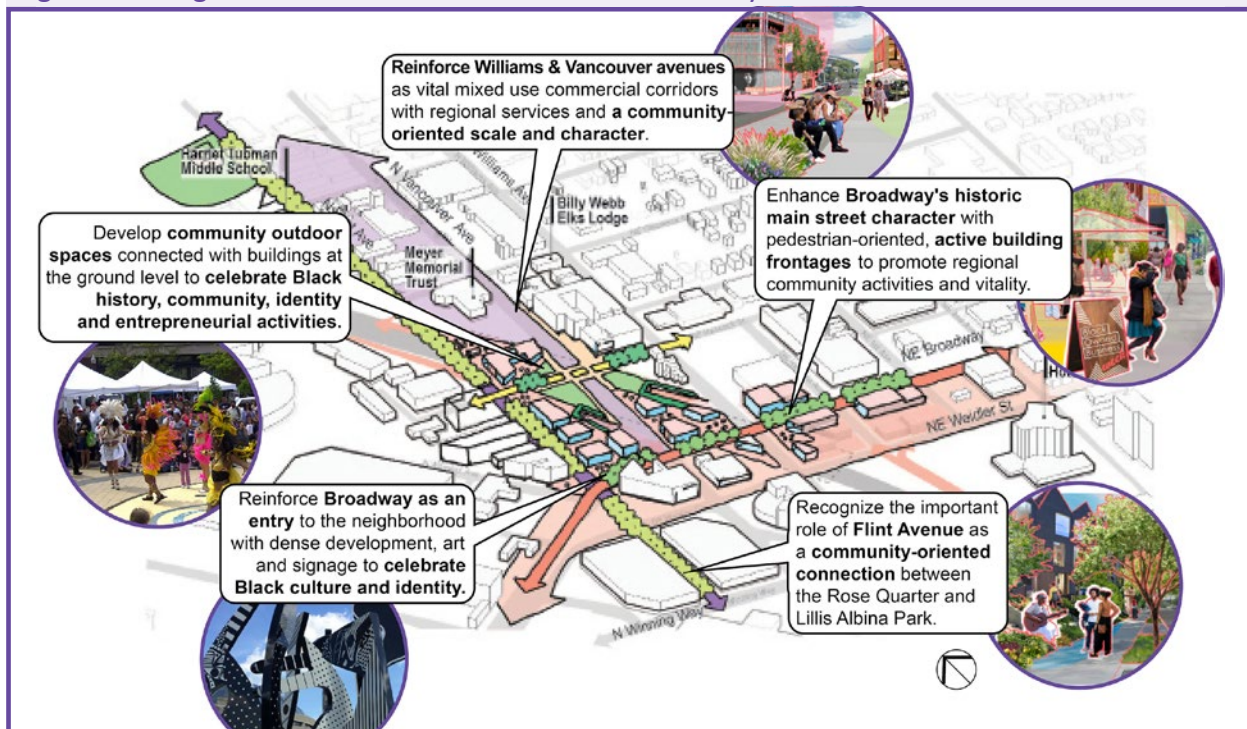 Reinforce Williams & Vancouver avenues
as vital mixed use commercial corridors
with regional services and a community-
oriented scale and character.
Harriet Tubman
Middle School
N Vancouver Ave
Williams Ave
Billy Webb
Elks Lodge
Meyer
Memorial
Trust
Develop community outdoor
spaces connected with buildings at
the ground level to celebrate Black
history, community, identity
and entrepreneurial activities.
Enhance Broadway's historic
main street character with
pedestrian-oriented, active building
frontages to promote regional
community activities and vitality.
Black
Owned
Business
NE Broadway
NE Weidler St
Reinforce Broadway as an
entry to the neighborhood
with dense development, art
and signage to celebrate
Black culture and identity.
Recognize the important
role of Flint Avenue as
a community-oriented
connection between
the Rose Quarter and
Lillis Albina Park.
N Winning Way